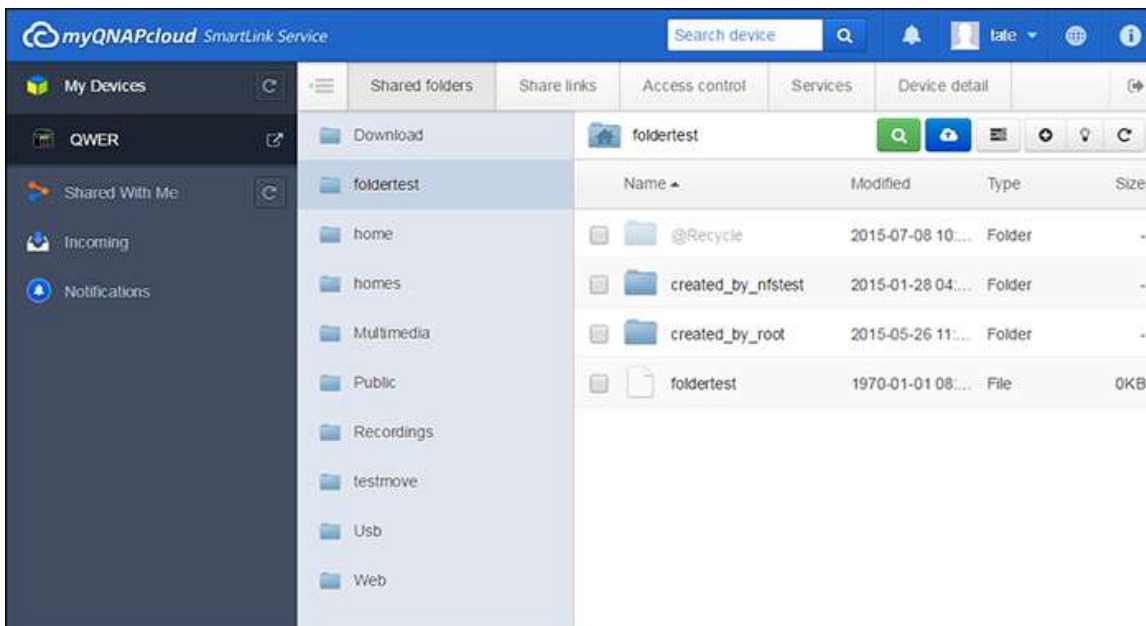 myQNAPcloud SmartLink Service
Search device
tate
My Devices
Shared folders
Share links
Access control
Services
Device detail
QWER
Download
foldertest
foldertest
Name
Modified
Type
Size
Shared With Me
home
@Recycle
2015-07-08 10:...
Folder
-
Incoming
homes
created_by_nfstest
2015-01-28 04:...
Folder
-
Notifications
Multimedia
created_by_root
2015-05-26 11:...
Folder
-
Public
foldertest
1970-01-01 08:...
File
0KB
Recordings
testmove
Usb
Web